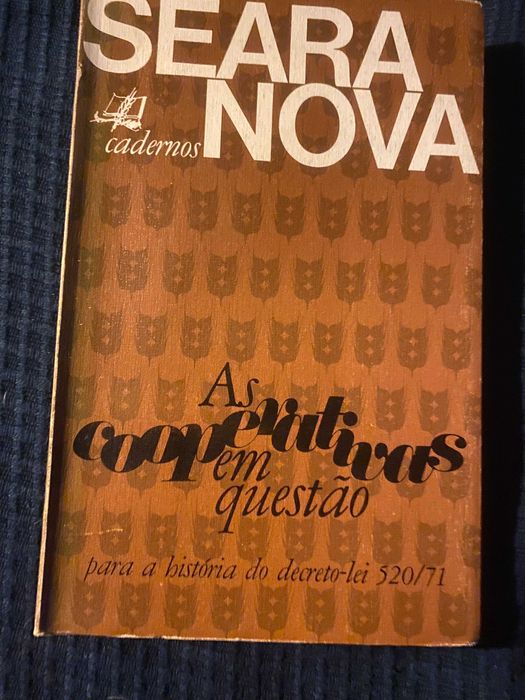 SEARA
cadernos NOVA
As
cooperativas
em
questão
para a história do decreto-lei 520/71